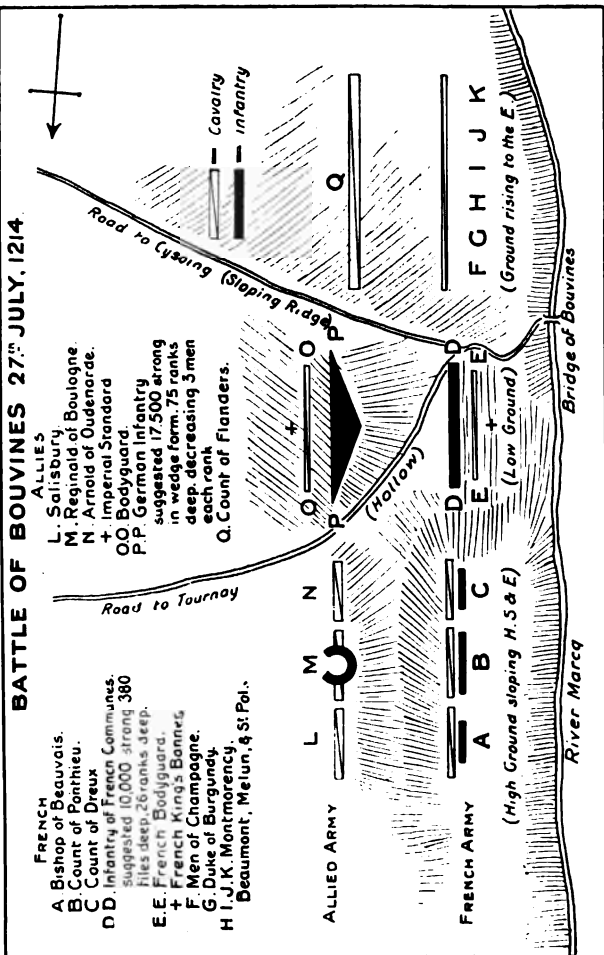 BATTLE OF BOUVINES 27.TH JULY, 1214.
FRENCH
A. Bishop of Beauvais.
B. Count of Ponthieu.
C Count of Dreux
D D. Infantry of French Communes.
suggested 10,000 strong 380
files deep, 26 ranks deep.
E.E. French Bodyguard.
+ French King's Banner.
F. Men of Champagne.
G. Duke of Burgundy.
H I.J.K. Montmorency.
Beaumont, Melun, & St Pol.
ALLIES
L. Salisbury.
M. Reginald of Boulogne.
N. Arnold of Oudenarde.
+ Imperial Standard
O.O. Bodyguard.
P.P. German Infantry
suggested 17,500 strong
in wedge form. 75 ranks
deep, decreasing 3 men
each rank
Q. Count of Flanders.
Cavalry
Infantry
Road to Tournay
Road to Cysoing (Sloping Ridge)
ALLIED ARMY
L M N
O + O
P P
Q
(Hollow)
FRENCH ARMY
A B C
D D
E + E
F G H I J K
(High Ground sloping H. S & E)
(Low Ground)
(Ground rising to the E.)
River Marcq
Bridge of Bouvines